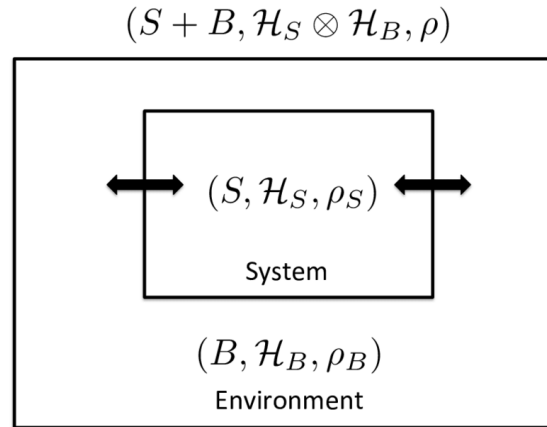 (S + B, ℋ_S ⊗ ℋ_B, ρ)
(S, ℋ_S, ρ_S)
System
(B, ℋ_B, ρ_B)
Environment